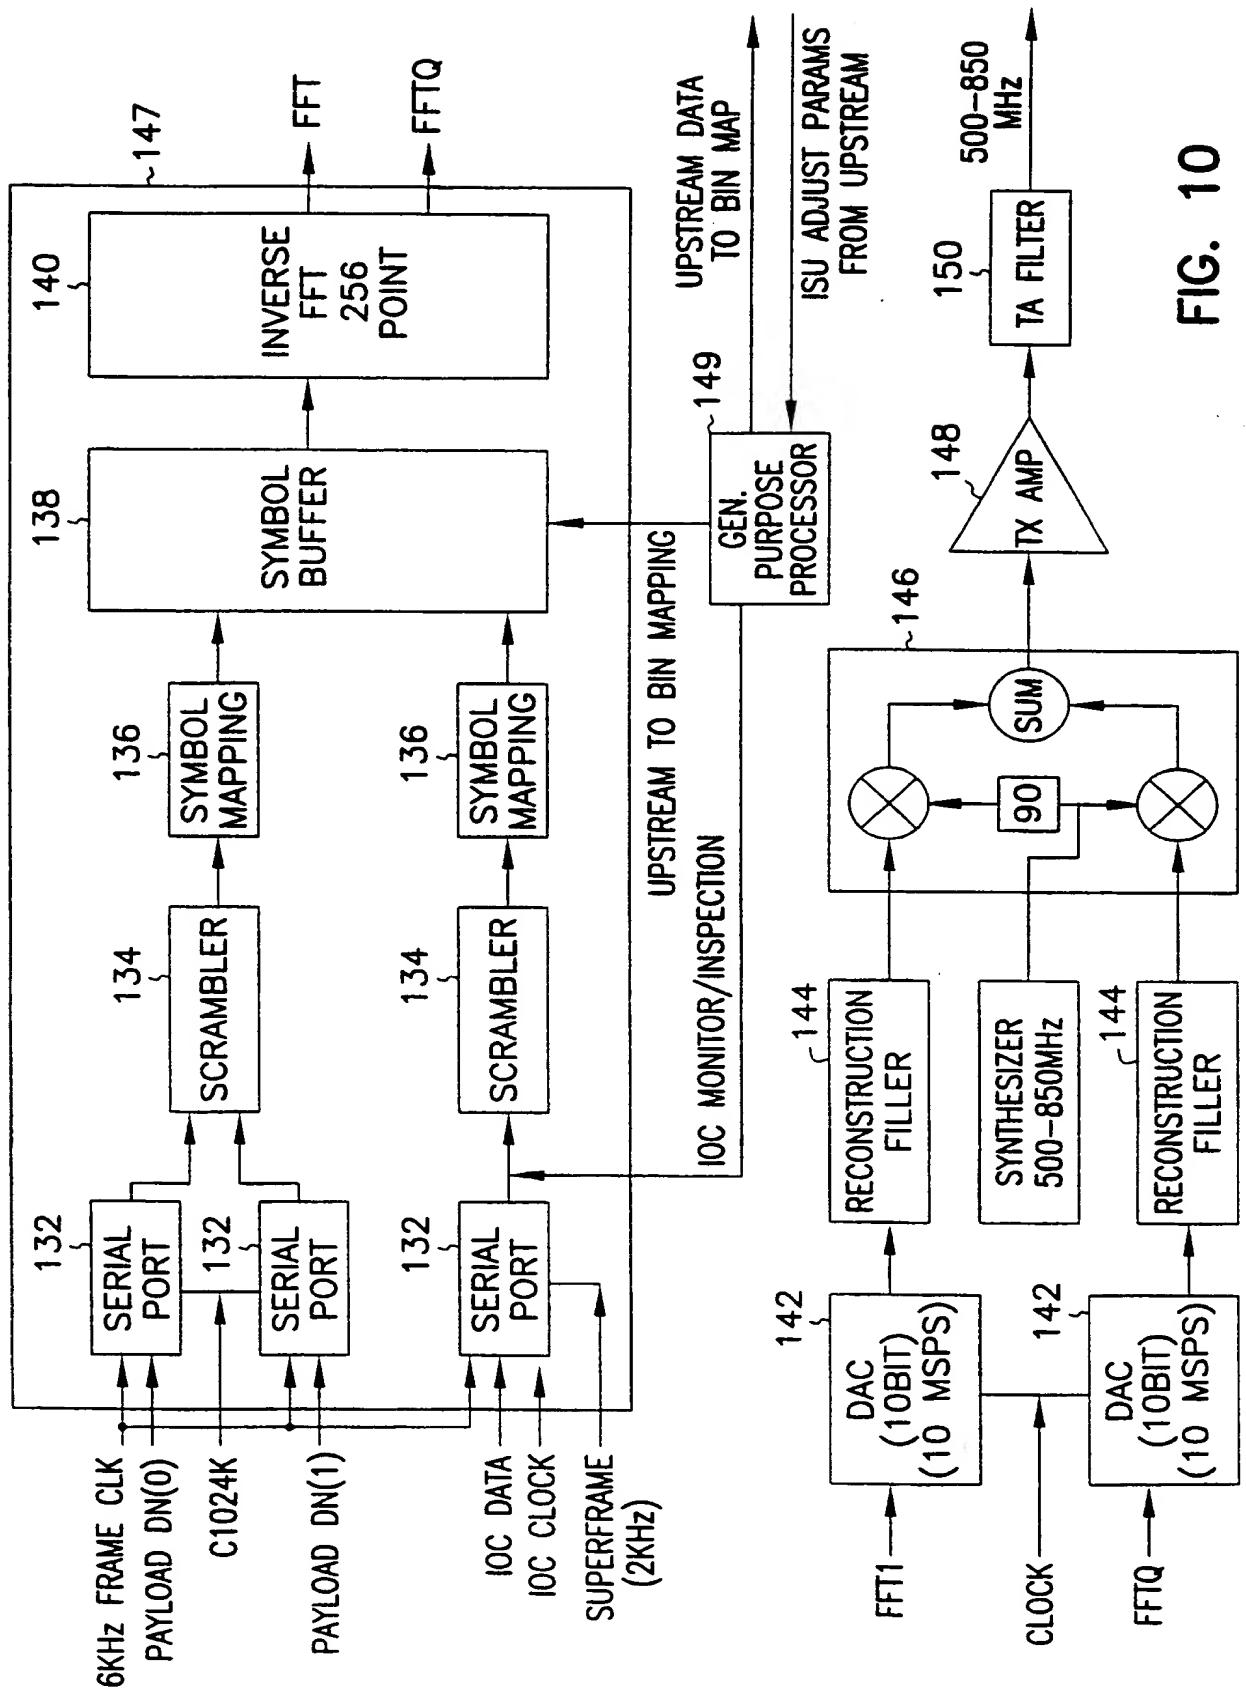 6KHz FRAME CLK
PAYLOAD DN(0)
C1024K
PAYLOAD DN(1)
IOC DATA
IOC CLOCK
SUPERFRAME
(2KHz)
132
SERIAL
PORT
132
SERIAL
PORT
132
SERIAL
PORT
134
SCRAMBLER
134
SCRAMBLER
136
SYMBOL
MAPPING
136
SYMBOL
MAPPING
138
SYMBOL
BUFFER
140
INVERSE
FFT
256
POINT
147
FFT
FFTQ
IOC MONITOR/INSPECTION
UPSTREAM TO BIN MAPPING
149
GEN.
PURPOSE
PROCESSOR
UPSTREAM DATA
TO BIN MAP
ISU ADJUST PARAMS
FROM UPSTREAM
FFT1
CLOCK
FFTQ
142
DAC
(10BIT)
(10 MSPS)
142
DAC
(10BIT)
(10 MSPS)
144
RECONSTRUCTION
FILLER
SYNTHESIZER
500-850MHz
144
RECONSTRUCTION
FILLER
146
90
SUM
148
TX AMP
150
TA FILTER
500-850
MHz
FIG. 10